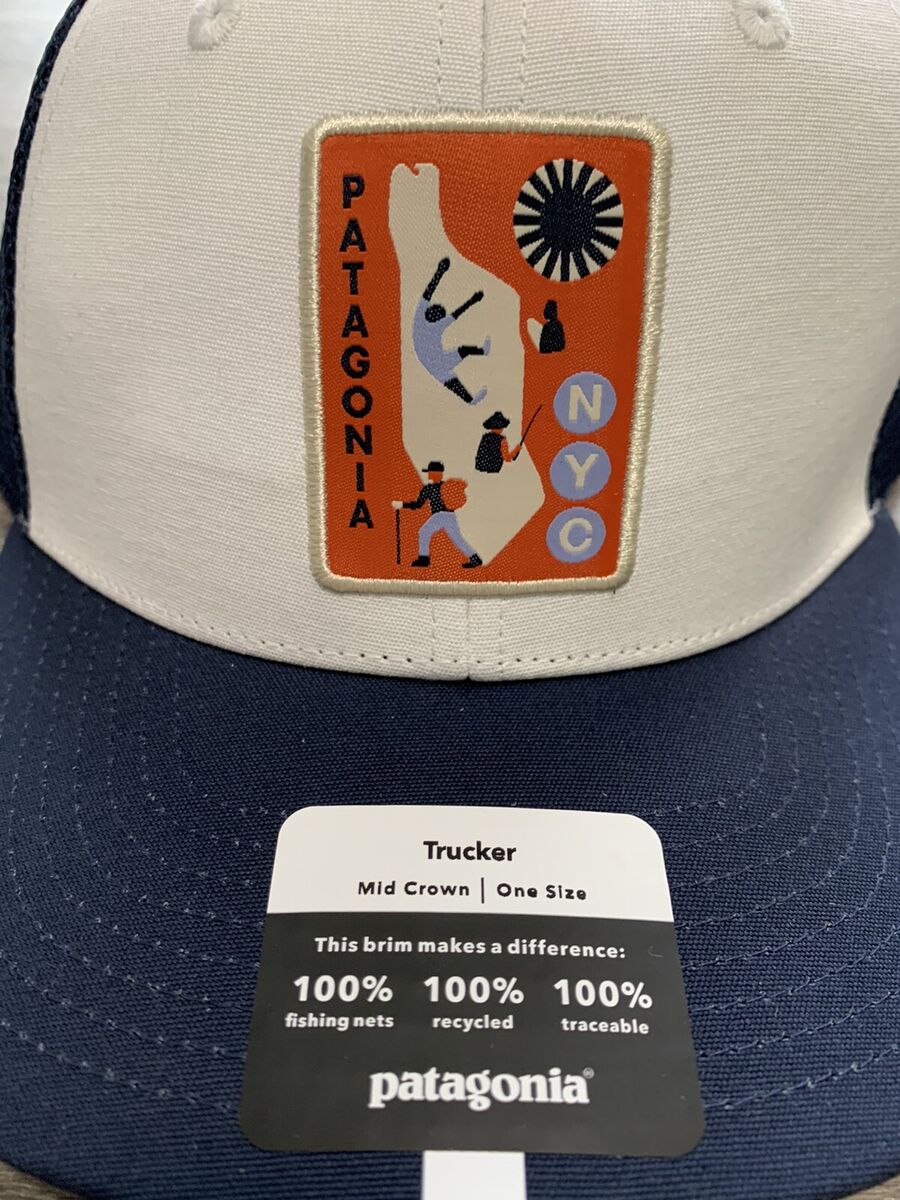 PATAGONIA
NYC
Trucker
Mid Crown | One Size
This brim makes a difference:
100% 100% 100%
fishing nets recycled traceable
patagonia®